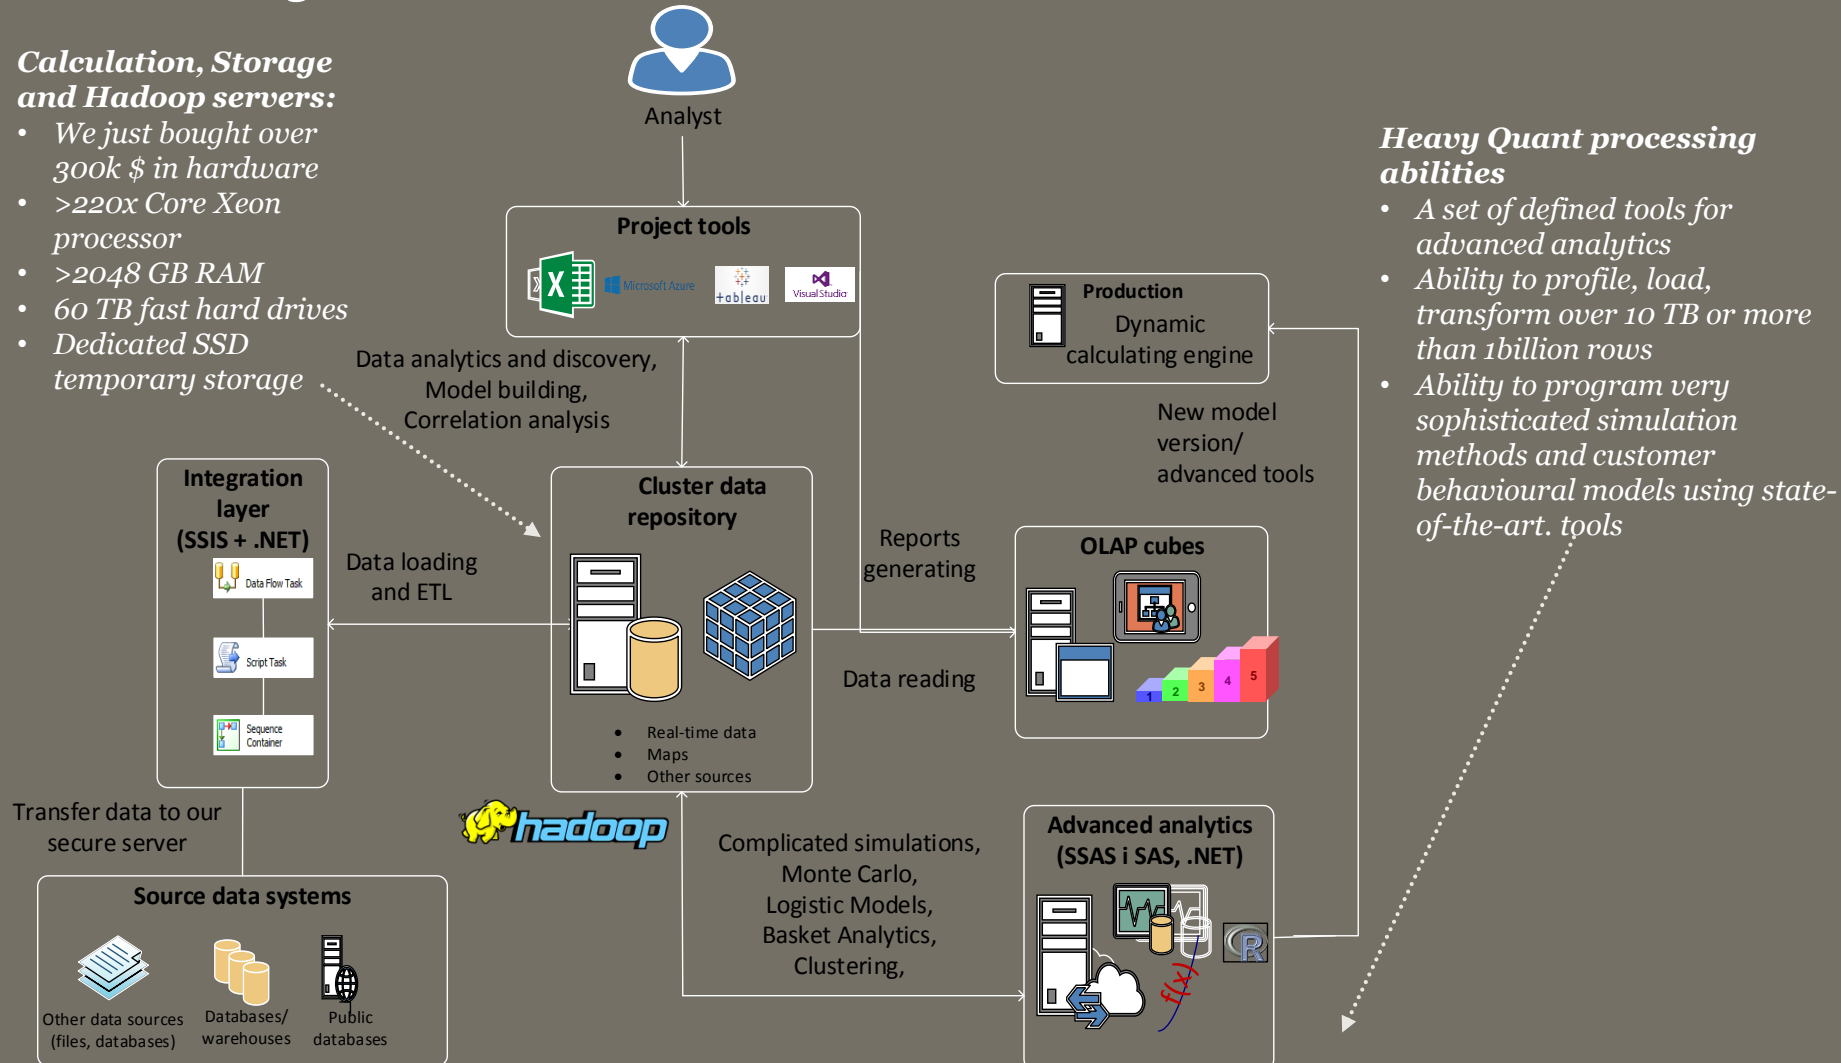 Calculation, Storage
and Hadoop servers:
• We just bought over
300k $ in hardware
• >220x Core Xeon
processor
• >2048 GB RAM
• 60 TB fast hard drives
• Dedicated SSD
temporary storage
Analyst
Project tools
X
Microsoft Azure
+ableau
Visual Studio
Data analytics and discovery,
Model building,
Correlation analysis
Production
Dynamic
calculating engine
New model
version/
advanced tools
Heavy Quant processing
abilities
• A set of defined tools for
advanced analytics
• Ability to profile, load,
transform over 10 TB or more
than 1billion rows
• Ability to program very
sophisticated simulation
methods and customer
behavioural models using state-
of-the-art. tools
Integration
layer
(SSIS + .NET)
Data Flow Task
Script Task
Sequence
Container
Data loading
and ETL
Cluster data
repository
• Real-time data
• Maps
• Other sources
Reports
generating
Data reading
OLAP cubes
1 2 3 4 5
Transfer data to our
secure server
hadoop
Complicated simulations,
Monte Carlo,
Logistic Models,
Basket Analytics,
Clustering,
Advanced analytics
(SSAS i SAS, .NET)
f(x)
R
Source data systems
Other data sources
(files, databases)
Databases/
warehouses
Public
databases